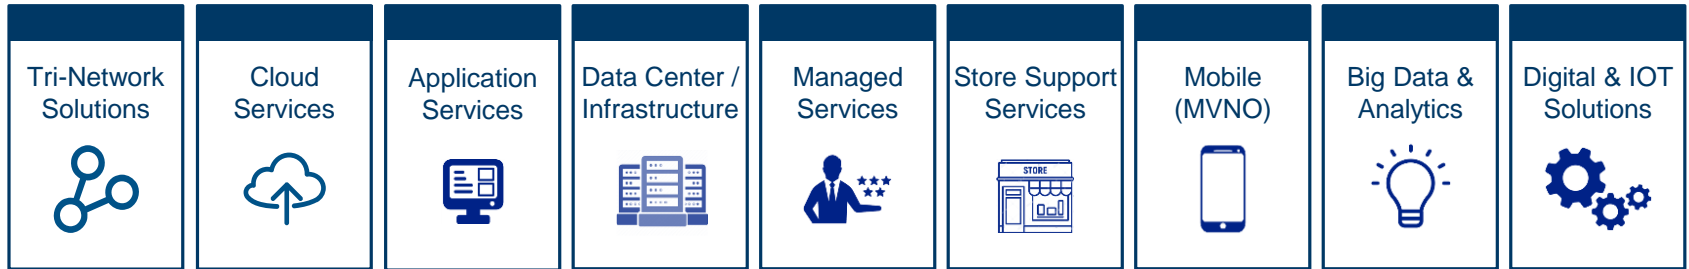 Tri-Network
Solutions
Cloud
Services
Application
Services
Data Center /
Infrastructure
Managed
Services
Store Support
Services
STORE
Mobile
(MVNO)
Big Data &
Analytics
Digital & IOT
Solutions